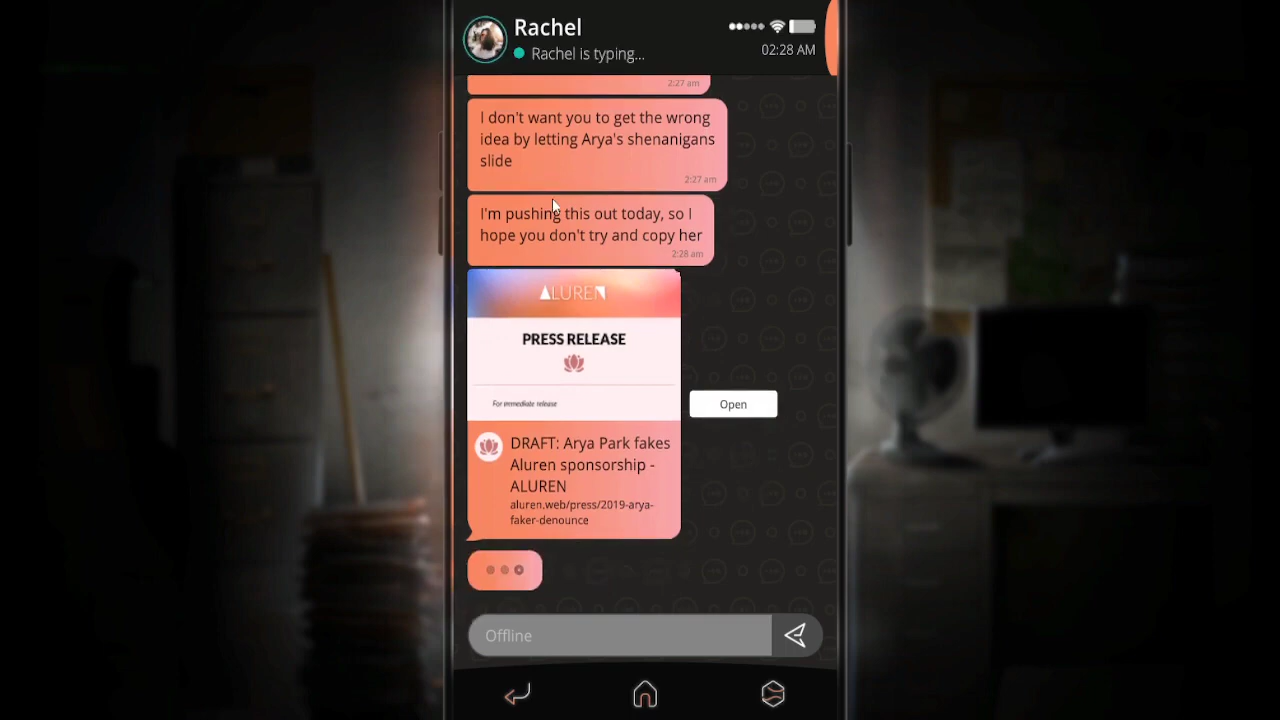 Rachel
Rachel is typing...
02:28 AM
2:27 am
I don't want you to get the wrong
idea by letting Arya's shenanigans
slide
2:27 am
I'm pushing this out today, so I
hope you don't try and copy her
2:28 am
ALUREN
PRESS RELEASE
For immediate release
Open
DRAFT: Arya Park fakes
Aluren sponsorship -
ALUREN
aluren.web/press/2019-arya-
faker-denounce
Offline